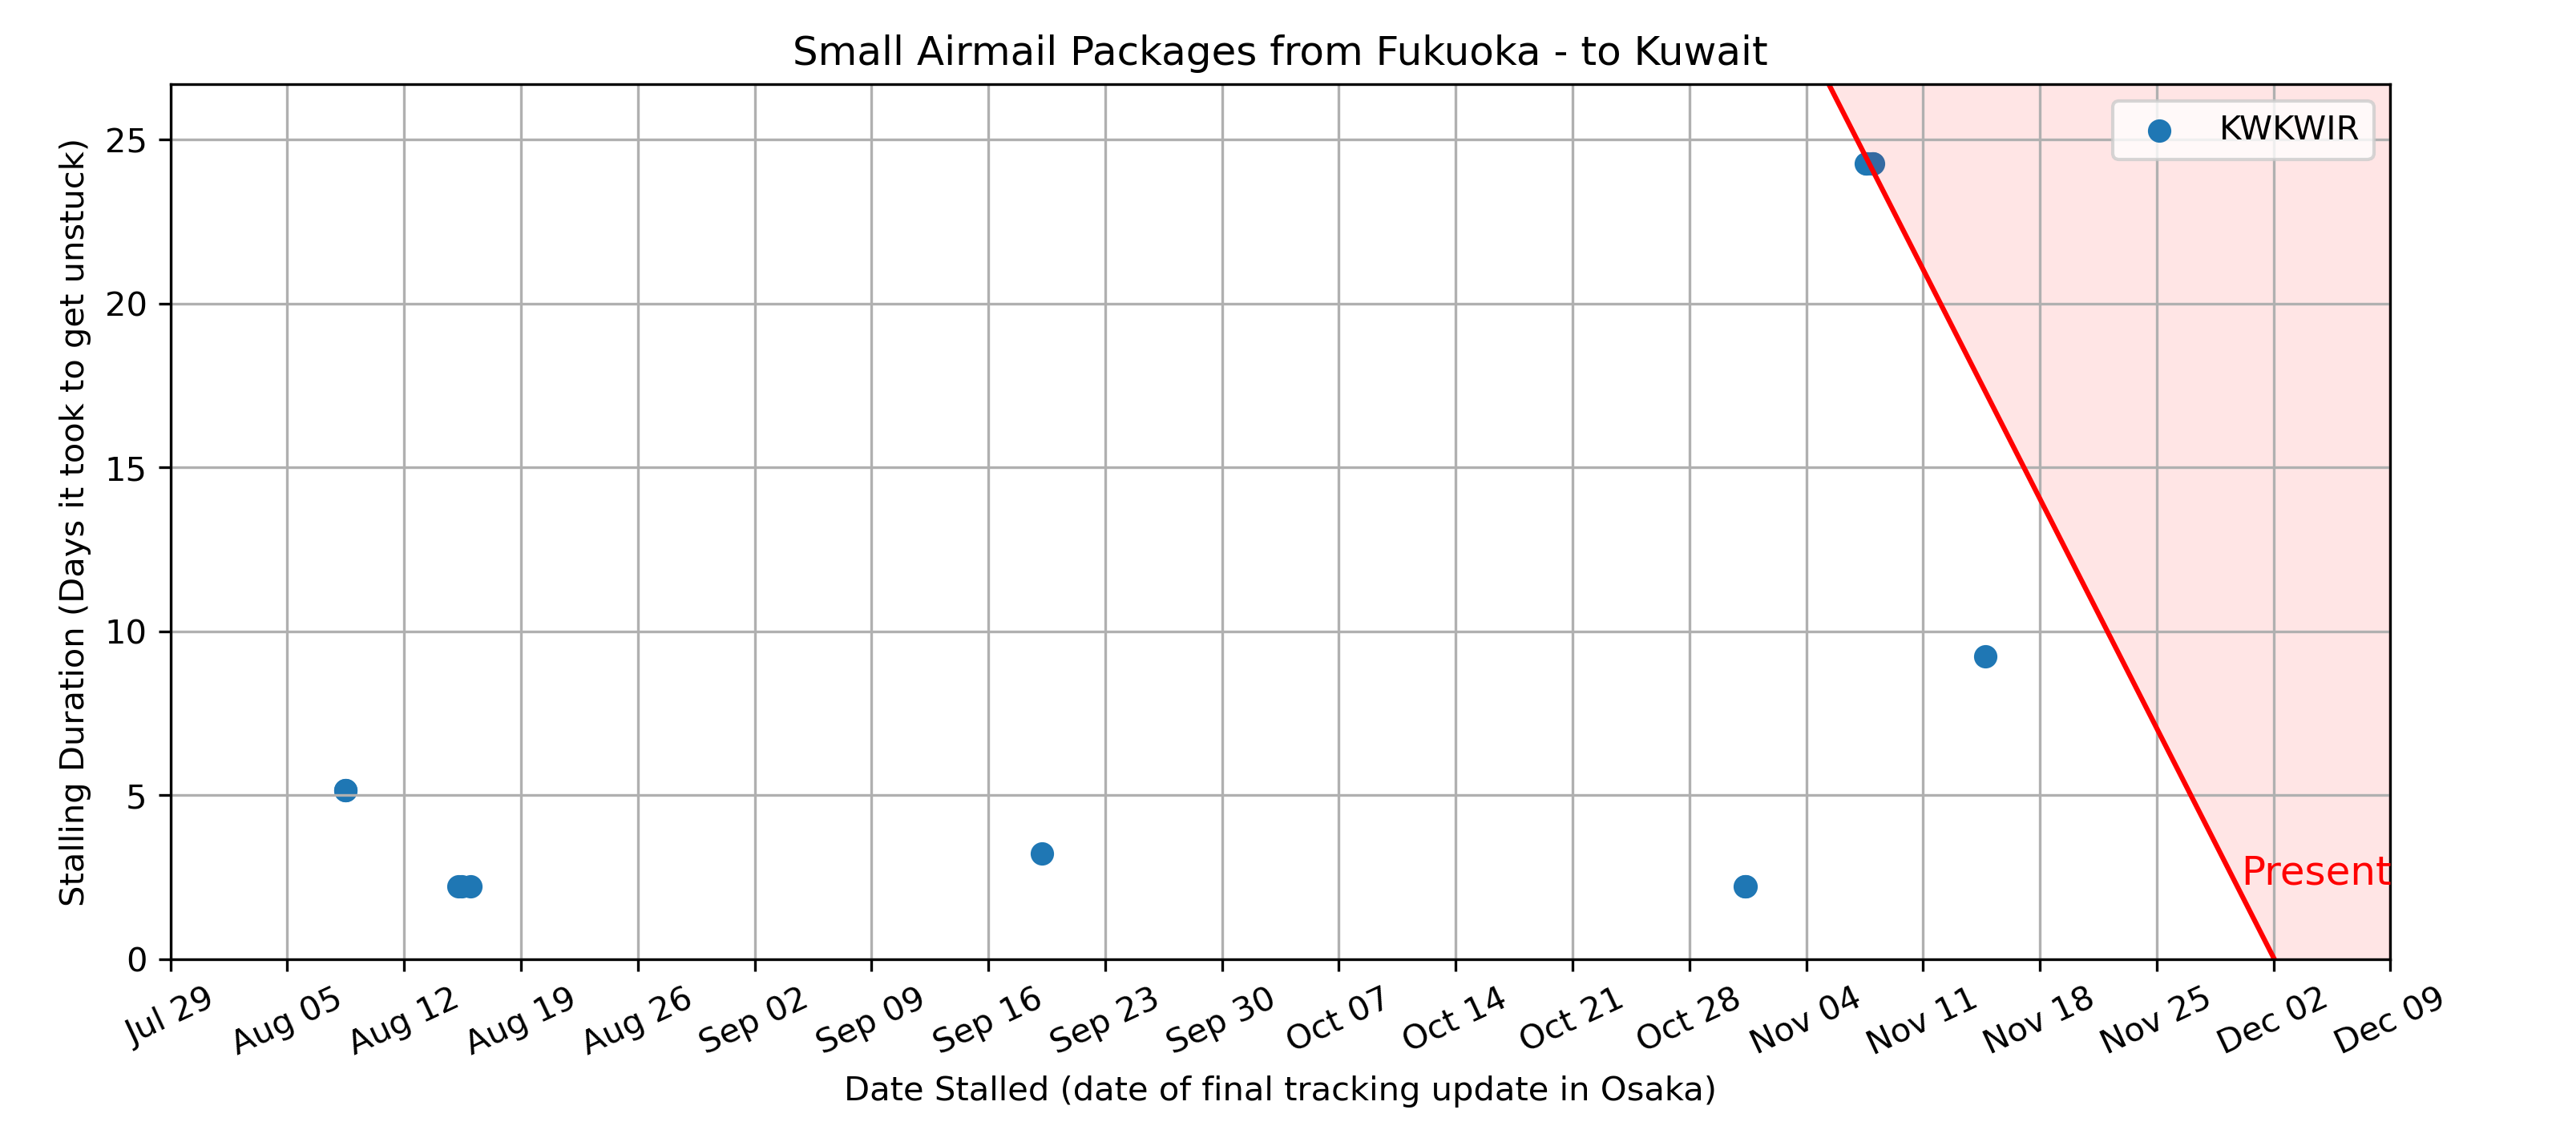 Small Airmail Packages from Fukuoka - to Kuwait
KWKWIR
Stalling Duration (Days it took to get unstuck)
25
20
15
10
5
0
Present
Jul 29
Aug 05
Aug 12
Aug 19
Aug 26
Sep 02
Sep 09
Sep 16
Sep 23
Sep 30
Oct 07
Oct 14
Oct 21
Oct 28
Nov 04
Nov 11
Nov 18
Nov 25
Dec 02
Dec 09
Date Stalled (date of final tracking update in Osaka)